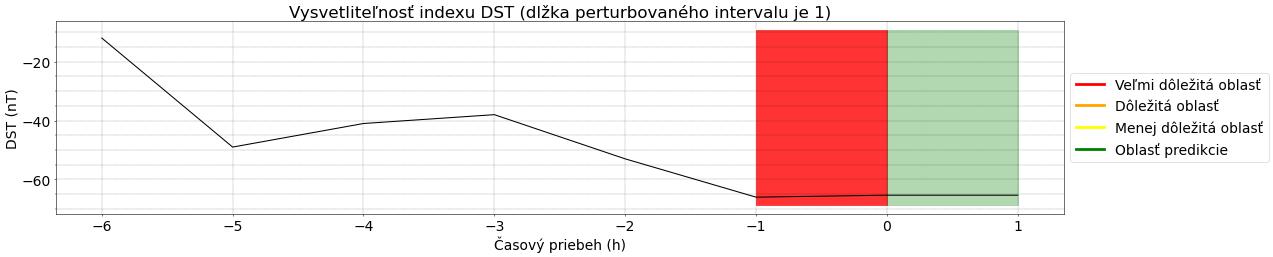 Vysvetliteľnosť indexu DST (dĺžka perturbovaného intervalu je 1)
DST (nT)
−20
−40
−60
−6 −5 −4 −3 −2 −1 0 1
Časový priebeh (h)
Veľmi dôležitá oblasť
Dôležitá oblasť
Menej dôležitá oblasť
Oblasť predikcie